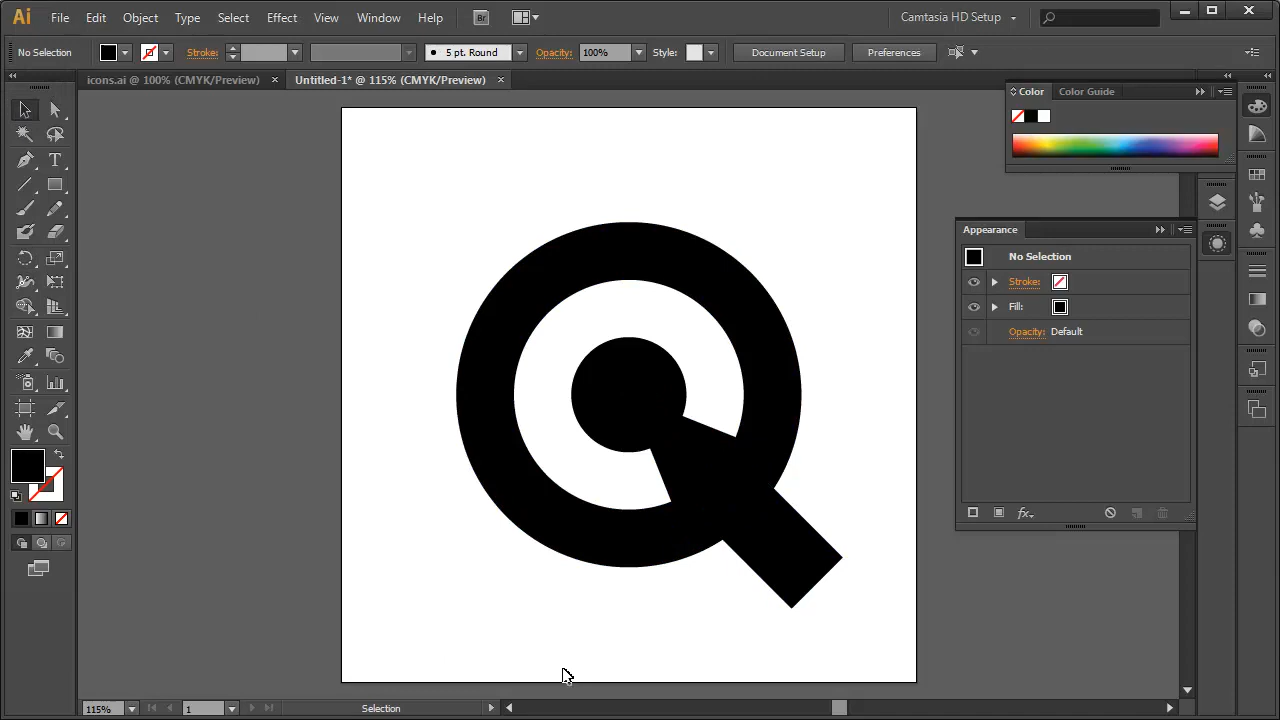 Ai File Edit Object Type Select Effect View Window Help Br Camtasia HD Setup
No Selection Stroke: 5 pt. Round Opacity: 100% Style: Document Setup Preferences
icons.ai @ 100% (CMYK/Preview) × Untitled-1* @ 115% (CMYK/Preview) ×
Color Color Guide
Appearance
No Selection
Stroke:
Fill:
Opacity: Default
fx
T
115% 1 Selection